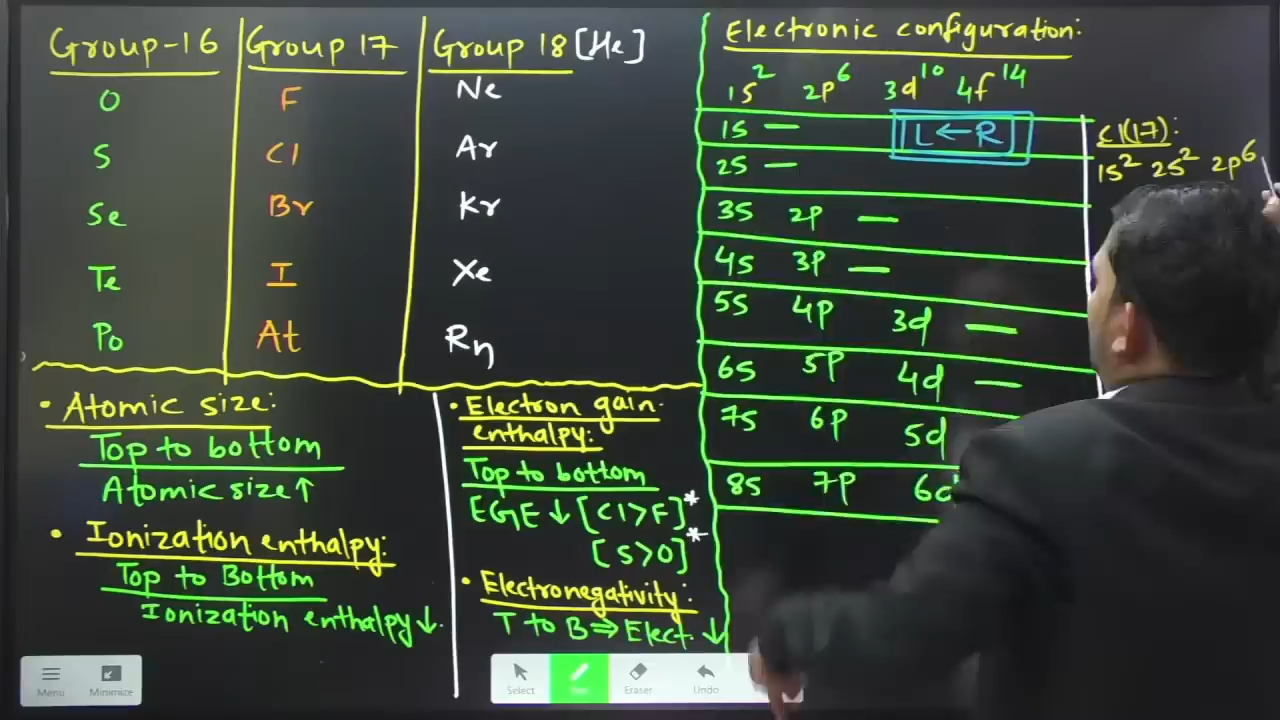 Group-16 Group 17 Group 18 [He]
O F Ne
S Cl Ar
Se Br Kr
Te I Xe
Po At Rn
• Atomic size:
Top to bottom
Atomic size ↑
• Ionization enthalpy:
Top to Bottom
Ionization enthalpy ↓
• Electron gain
enthalpy:
Top to bottom
EGE ↓ [Cl>F]*
[S>O]*
• Electronegativity:
T to B ⇒ Elect. ↓
Electronic configuration:
1s² 2p⁶ 3d¹⁰ 4f¹⁴
L ← R
1s —
2s —
3s 2p —
4s 3p —
5s 4p 3d —
6s 5p 4d —
7s 6p 5d
8s 7p 6d
Cl(17):
1s² 2s² 2p⁶
Menu Minimize
Select Pen Eraser Undo